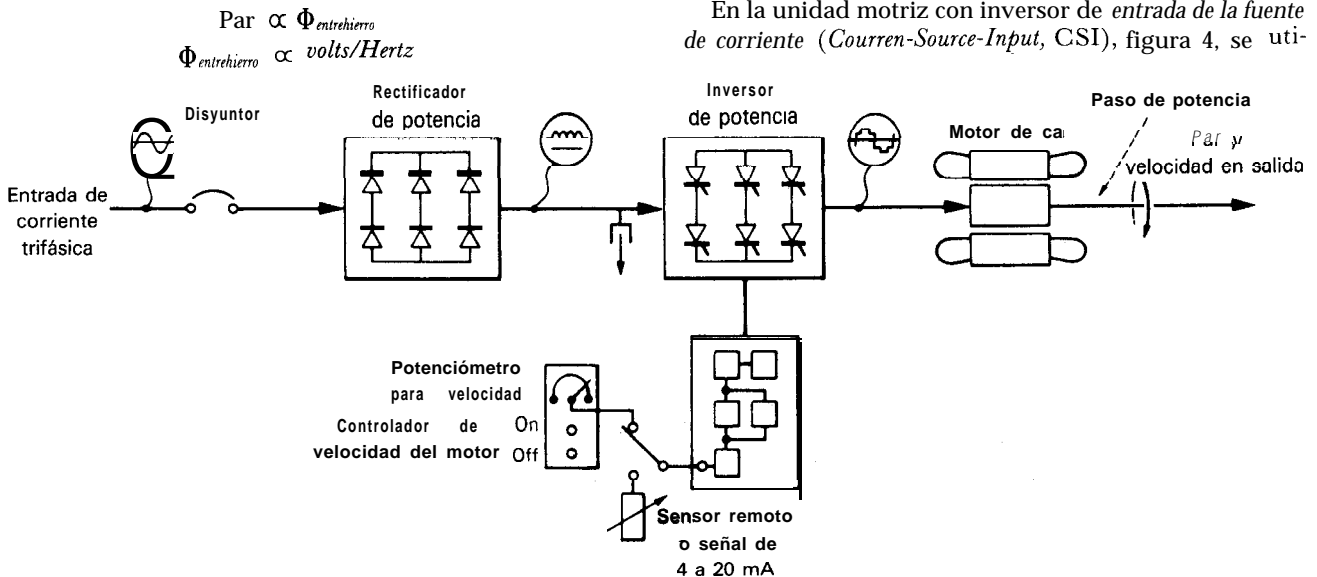 Par ∝ Φentrehierro
Φentrehierro ∝ volts/Hertz
En la unidad motriz con inversor de entrada de la fuente
de corriente (Courren-Source-Input, CSI), figura 4, se uti-
Disyuntor
Rectificador
de potencia
Inversor
de potencia
Motor de ca
Paso de potencia
Par y
velocidad en salida
Entrada de
corriente
trifásica
Potenciómetro
para velocidad
Controlador de
velocidad del motor
On
Off
Sensor remoto
o señal de
4 a 20 mA